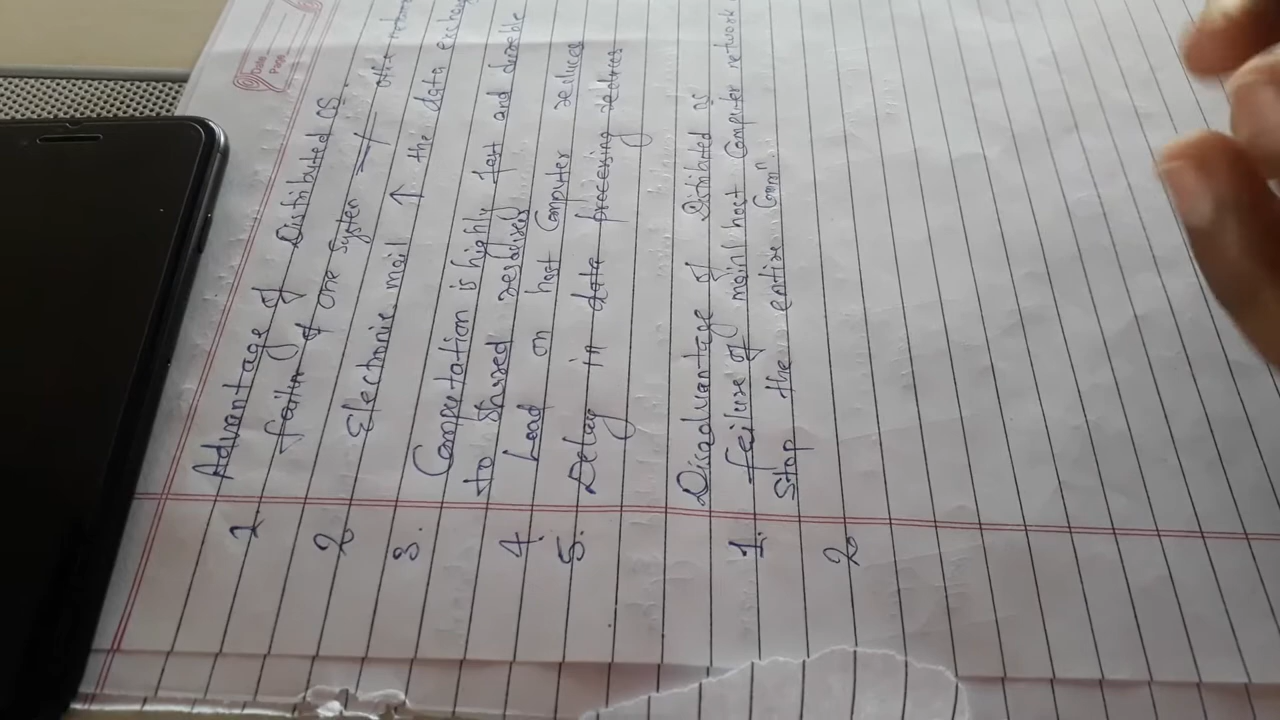 Date
Page
Advantage of Distributed OS.
1. failur of one system
2 Electronic mail ↑ the data exchang
3. Computation is highly fast and durable
to shared resources
4. Load on host Computer reduces
5. Delay in data processing reduces
Disadvantage of Distributed os
1. failure of main/host Computer network
Stop the entire Commⁿ.
2